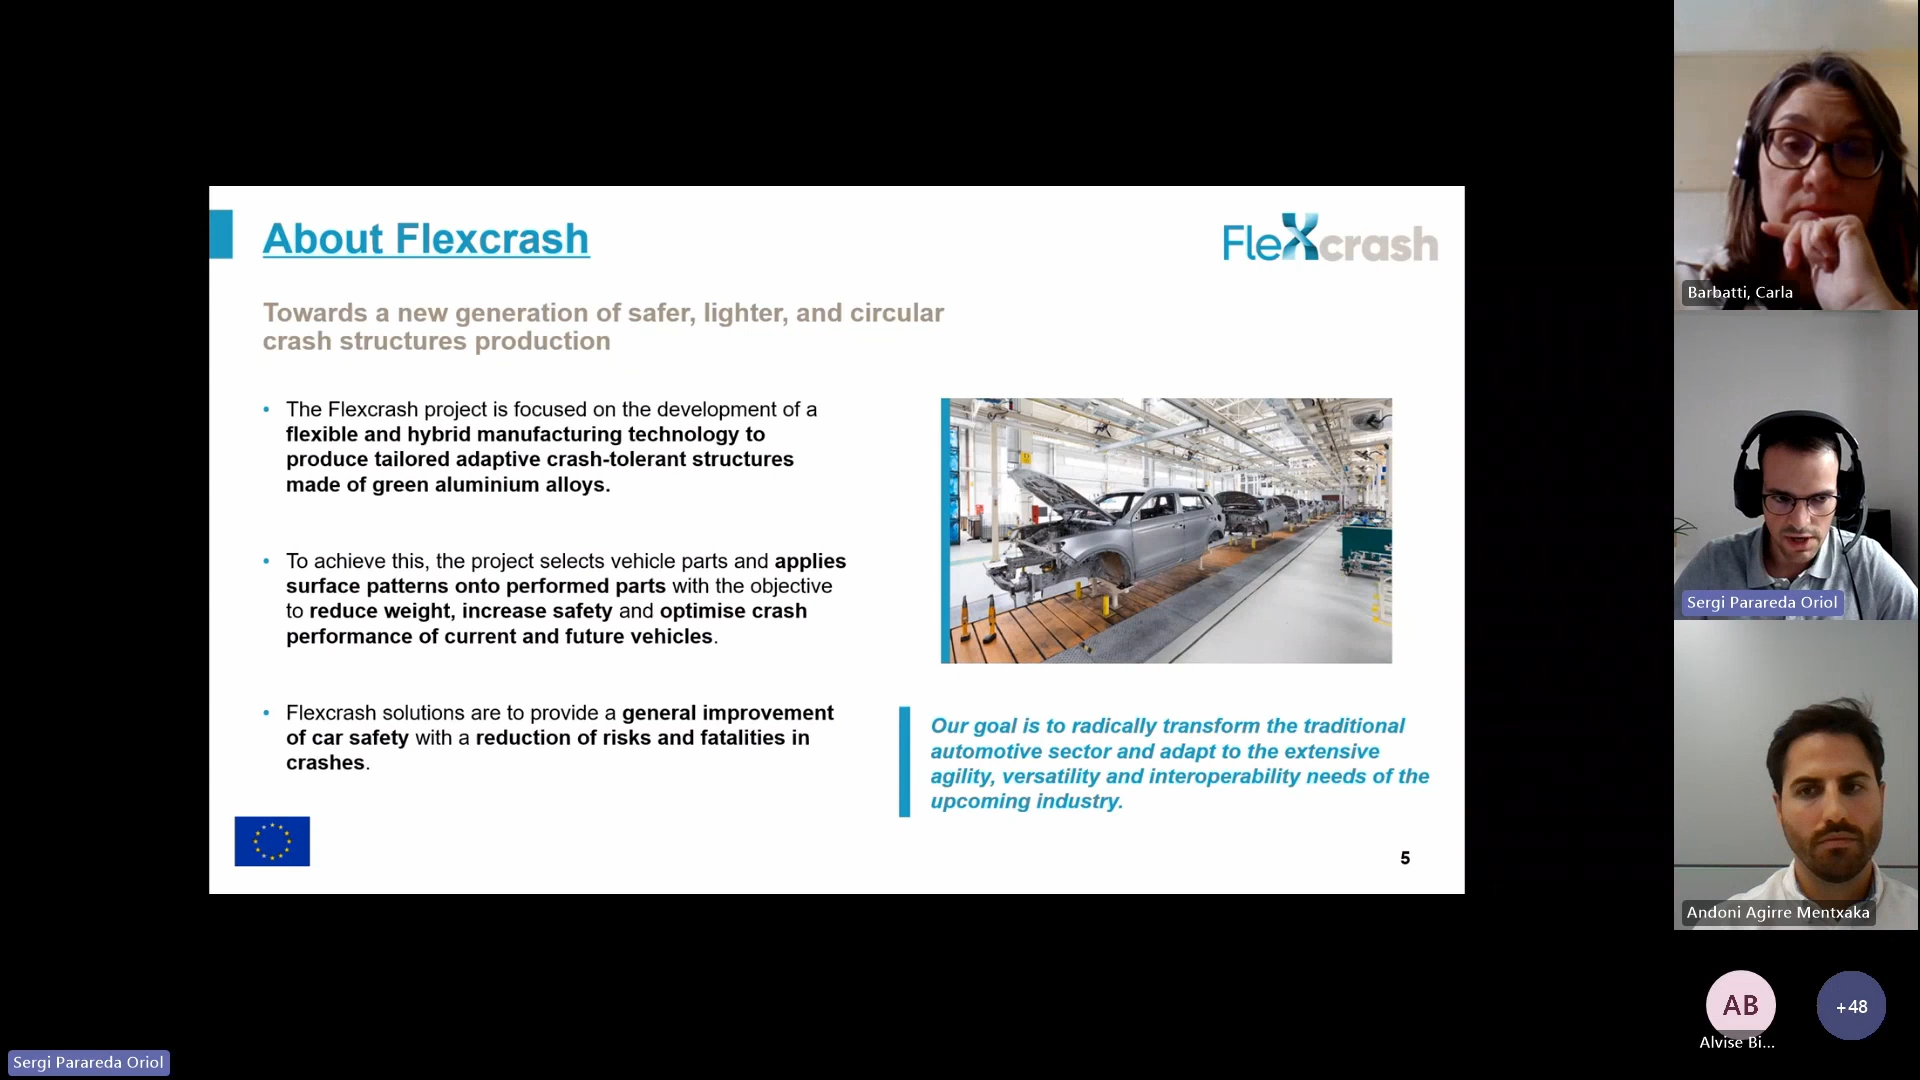 About Flexcrash
FleXcrash
Towards a new generation of safer, lighter, and circular
crash structures production
• The Flexcrash project is focused on the development of a
flexible and hybrid manufacturing technology to
produce tailored adaptive crash-tolerant structures
made of green aluminium alloys.
• To achieve this, the project selects vehicle parts and applies
surface patterns onto performed parts with the objective
to reduce weight, increase safety and optimise crash
performance of current and future vehicles.
• Flexcrash solutions are to provide a general improvement
of car safety with a reduction of risks and fatalities in
crashes.
Our goal is to radically transform the traditional
automotive sector and adapt to the extensive
agility, versatility and interoperability needs of the
upcoming industry.
5
Barbatti, Carla
Sergi Parareda Oriol
Andoni Agirre Mentxaka
AB
+48
Alvise Bi...
Sergi Parareda Oriol